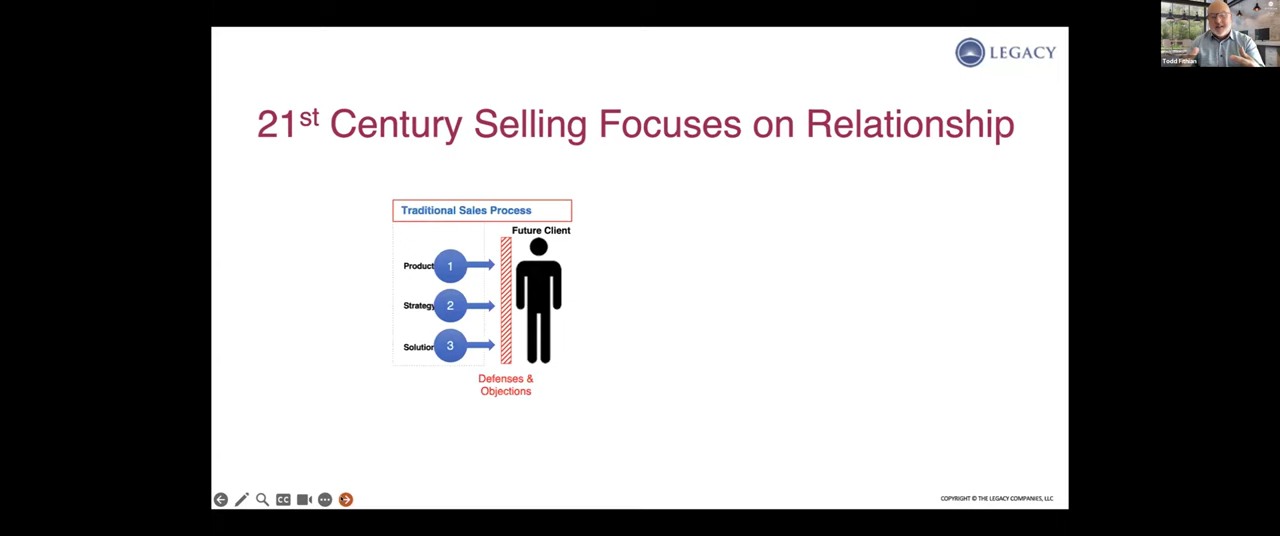 LEGACY
Todd Fithian
21st Century Selling Focuses on Relationship
Traditional Sales Process
Future Client
Product
1
Strategy
2
Solution
3
Defenses &
Objections
CC
COPYRIGHT © THE LEGACY COMPANIES, LLC